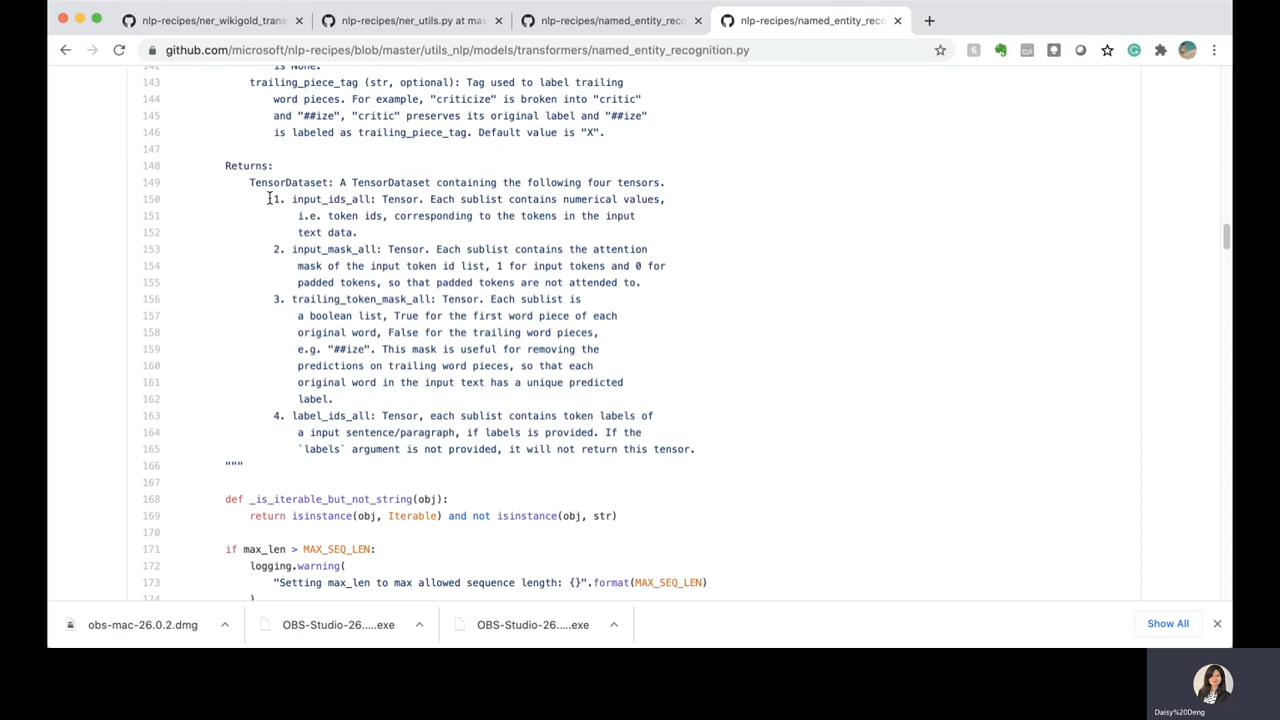 nlp-recipes/ner_wikigold_trans
nlp-recipes/ner_utils.py at mas
nlp-recipes/named_entity_reco
nlp-recipes/named_entity_reco
github.com/microsoft/nlp-recipes/blob/master/utils_nlp/models/transformers/named_entity_recognition.py
142 is None.
143 trailing_piece_tag (str, optional): Tag used to label trailing
144 word pieces. For example, "criticize" is broken into "critic"
145 and "##ize", "critic" preserves its original label and "##ize"
146 is labeled as trailing_piece_tag. Default value is "X".
147
148 Returns:
149 TensorDataset: A TensorDataset containing the following four tensors.
150 1. input_ids_all: Tensor. Each sublist contains numerical values,
151 i.e. token ids, corresponding to the tokens in the input
152 text data.
153 2. input_mask_all: Tensor. Each sublist contains the attention
154 mask of the input token id list, 1 for input tokens and 0 for
155 padded tokens, so that padded tokens are not attended to.
156 3. trailing_token_mask_all: Tensor. Each sublist is
157 a boolean list, True for the first word piece of each
158 original word, False for the trailing word pieces,
159 e.g. "##ize". This mask is useful for removing the
160 predictions on trailing word pieces, so that each
161 original word in the input text has a unique predicted
162 label.
163 4. label_ids_all: Tensor, each sublist contains token labels of
164 a input sentence/paragraph, if labels is provided. If the
165 `labels` argument is not provided, it will not return this tensor.
166 """
167
168 def _is_iterable_but_not_string(obj):
169 return isinstance(obj, Iterable) and not isinstance(obj, str)
170
171 if max_len > MAX_SEQ_LEN:
172 logging.warning(
173 "Setting max_len to max allowed sequence length: {}".format(MAX_SEQ_LEN)
174 )
obs-mac-26.0.2.dmg
OBS-Studio-26.....exe
OBS-Studio-26.....exe
Show All
Daisy%20Deng